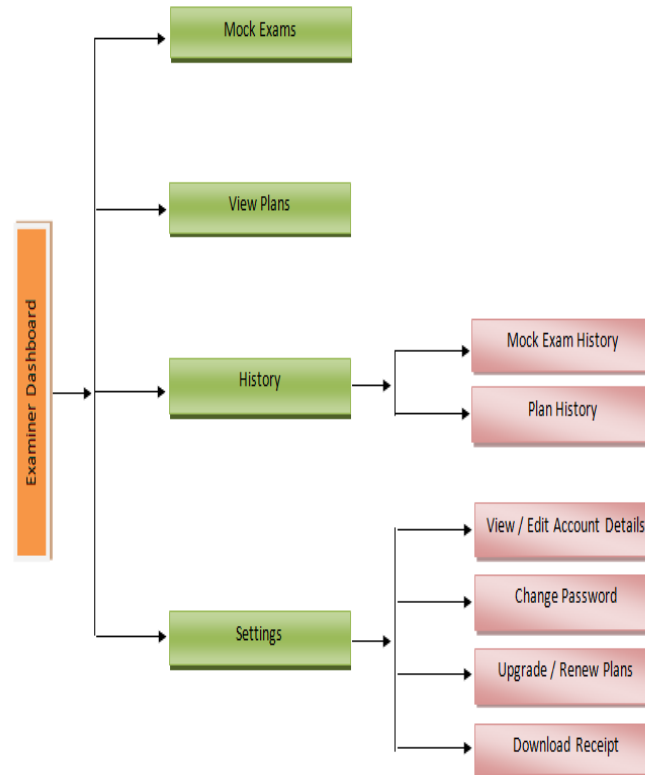 Examiner Dashboard
Mock Exams
View Plans
History
Mock Exam History
Plan History
Settings
View / Edit Account Details
Change Password
Upgrade / Renew Plans
Download Receipt